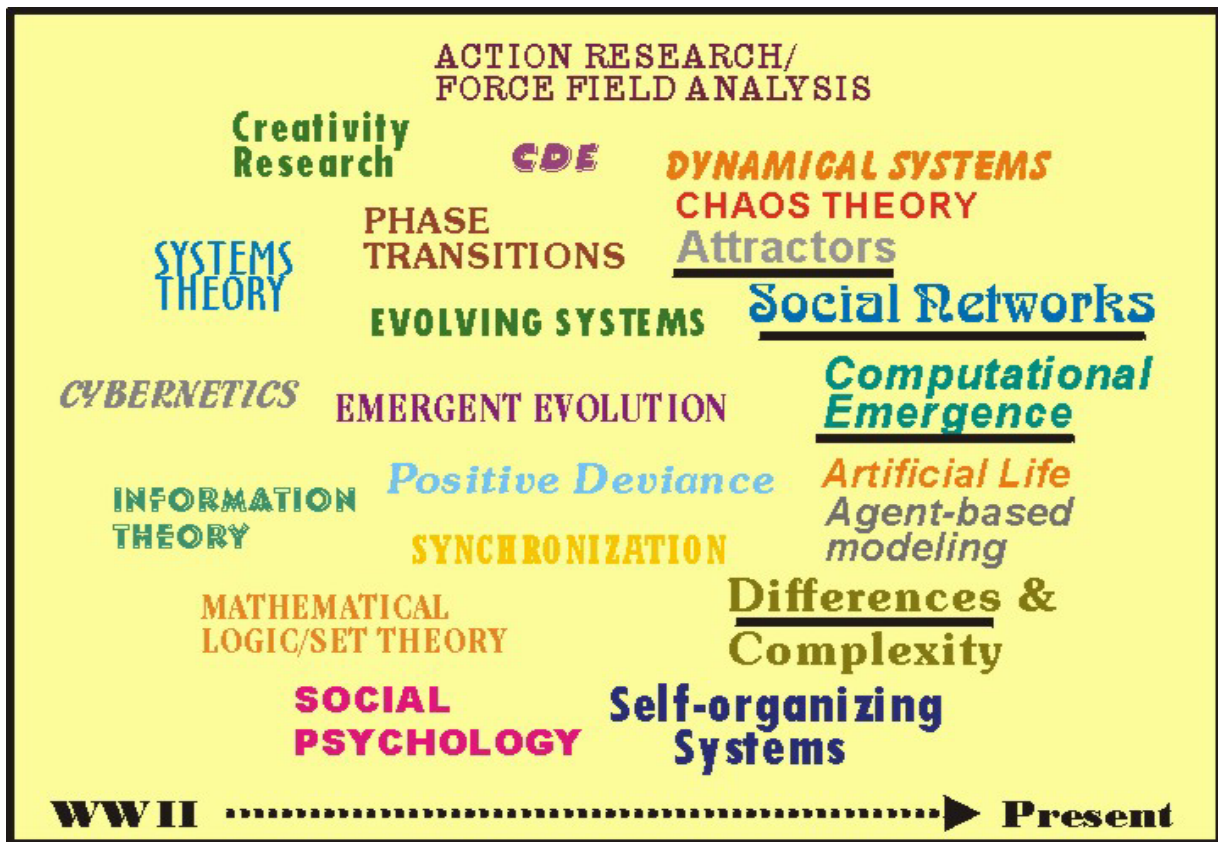 ACTION RESEARCH/
FORCE FIELD ANALYSIS
Creativity
Research
CDE
DYNAMICAL SYSTEMS
CHAOS THEORY
Attractors
PHASE
TRANSITIONS
SYSTEMS
THEORY
EVOLVING SYSTEMS
Social Networks
CYBERNETICS
EMERGENT EVOLUTION
Computational
Emergence
Positive Deviance
Artificial Life
Agent-based
modeling
INFORMATION
THEORY
SYNCHRONIZATION
MATHEMATICAL
LOGIC/SET THEORY
Differences &
Complexity
SOCIAL
PSYCHOLOGY
Self-organizing
Systems
WWII
Present